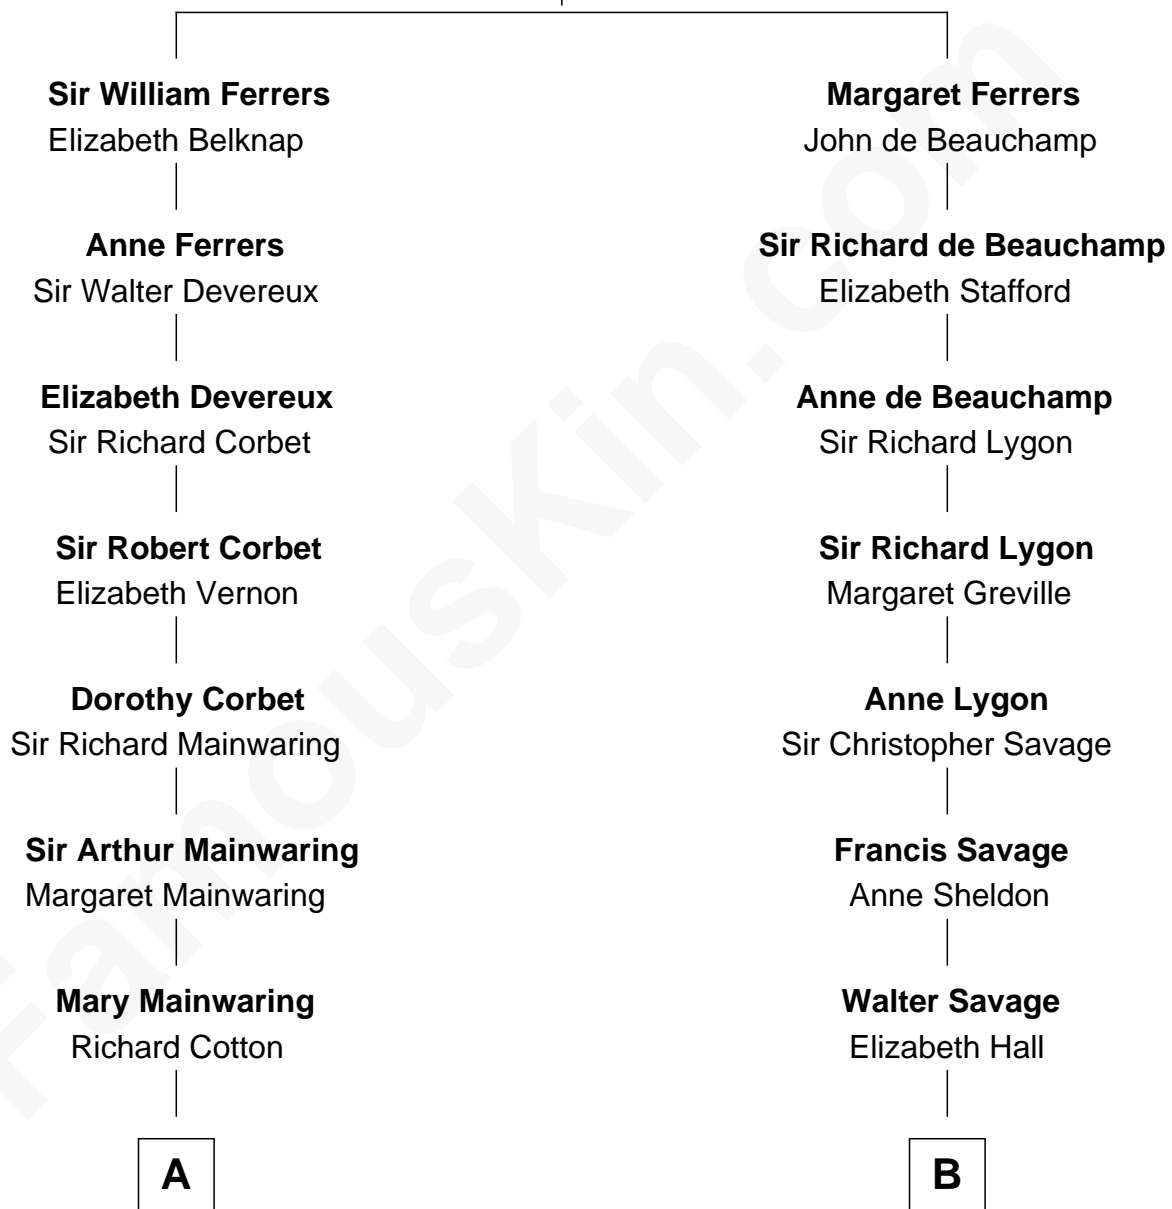 Sir William Ferrers
Elizabeth Belknap
Anne Ferrers
Sir Walter Devereux
Elizabeth Devereux
Sir Richard Corbet
Sir Robert Corbet
Elizabeth Vernon
Dorothy Corbet
Sir Richard Mainwaring
Sir Arthur Mainwaring
Margaret Mainwaring
Mary Mainwaring
Richard Cotton
A
Margaret Ferrers
John de Beauchamp
Sir Richard de Beauchamp
Elizabeth Stafford
Anne de Beauchamp
Sir Richard Lygon
Sir Richard Lygon
Margaret Greville
Anne Lygon
Sir Christopher Savage
Francis Savage
Anne Sheldon
Walter Savage
Elizabeth Hall
B
FamousKin.com